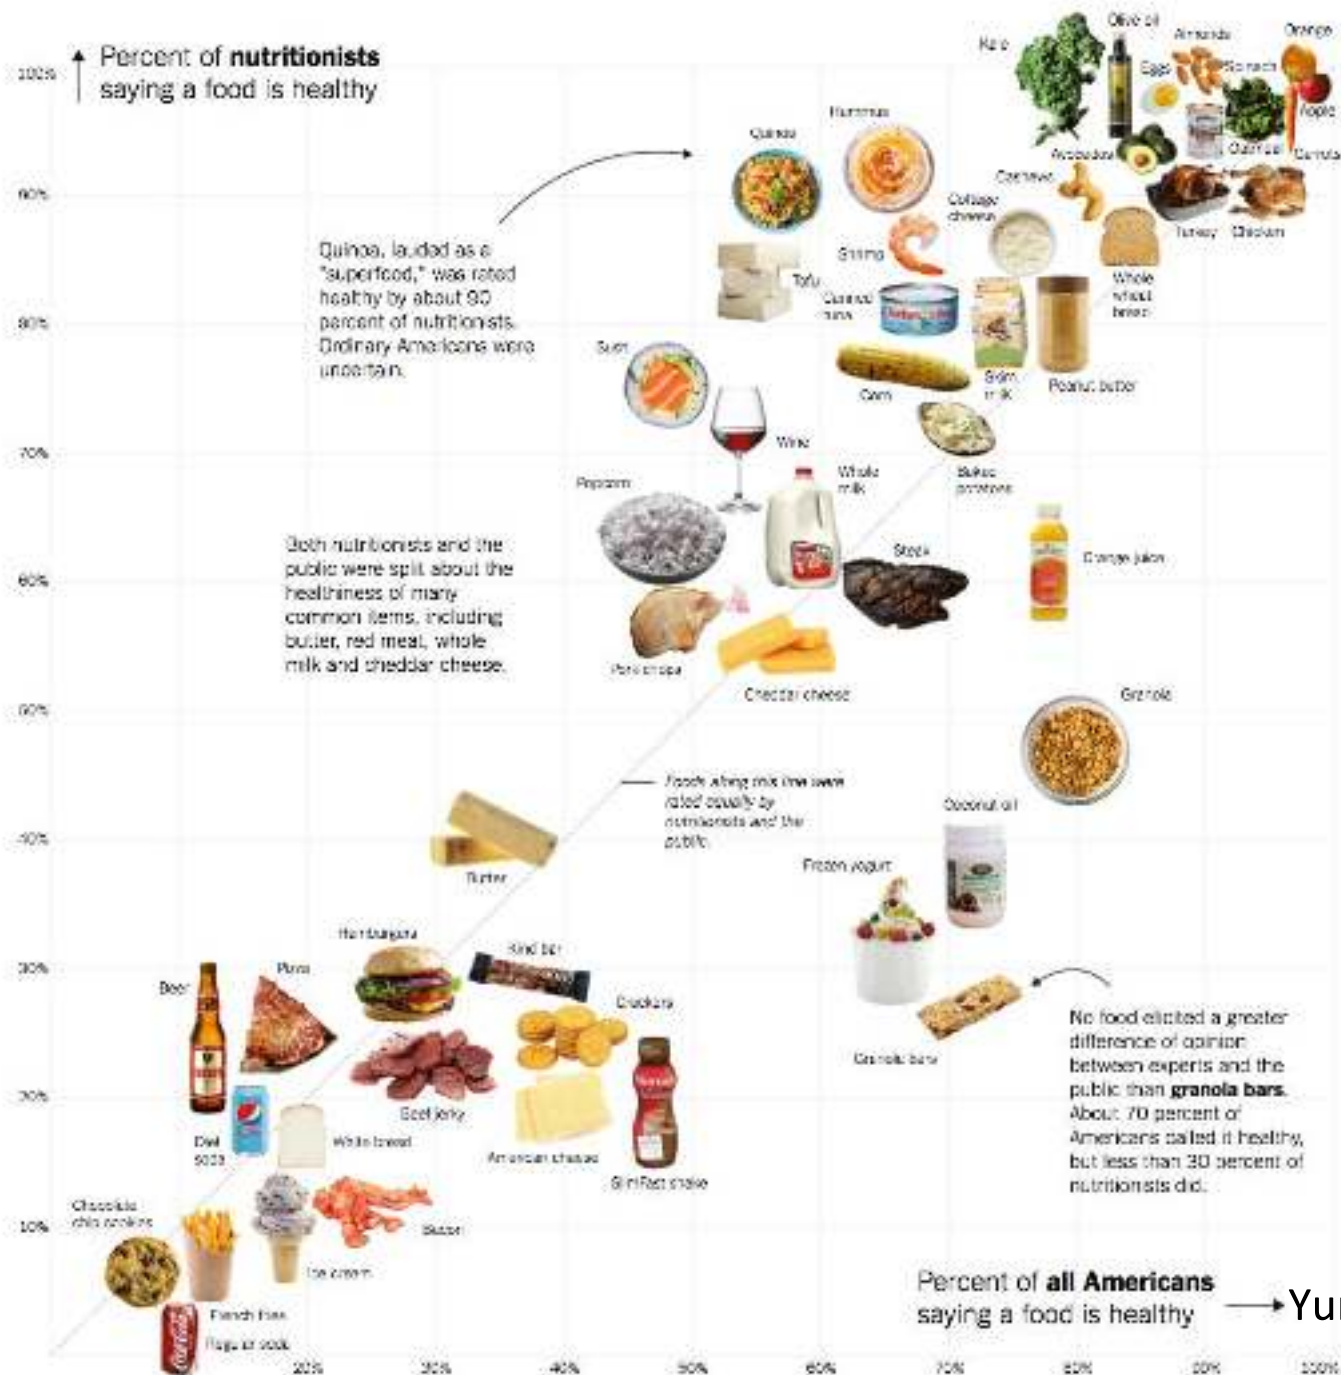 Percent of nutritionists
saying a food is healthy
100%
90%
80%
70%
60%
50%
40%
30%
20%
10%
Kale
Olive oil
Almonds
Orange
Eggs
Spinach
Apple
Oatmeal
Carrots
Avocados
Cashews
Turkey
Chicken
Quinoa
Hummus
Cottage
cheese
Shrimp
Tofu
Canned
tuna
Whole
wheat
bread
Quinoa, lauded as a
"superfood," was rated
healthy by about 90
percent of nutritionists.
Ordinary Americans were
uncertain.
Sushi
Corn
Skim
milk
Peanut butter
Wine
Baked
potatoes
Popcorn
Whole
milk
Steak
Orange juice
Both nutritionists and the
public were split about the
healthiness of many
common items, including
butter, red meat, whole
milk and cheddar cheese.
Pork chops
Cheddar cheese
Granola
Foods along this line were
rated equally by
nutritionists and the
public.
Coconut oil
Butter
Frozen yogurt
Hamburgers
Kind bar
Beer
Pizza
Crackers
Granola bars
No food elicited a greater
difference of opinion
between experts and the
public than granola bars.
About 70 percent of
Americans called it healthy,
but less than 30 percent of
nutritionists did.
Beef jerky
Diet
soda
White bread
American cheese
SlimFast shake
Chocolate
chip cookies
Bacon
Ice cream
French fries
Regular soda
Percent of all Americans
saying a food is healthy
20%
30%
40%
50%
60%
70%
80%
90%
100%